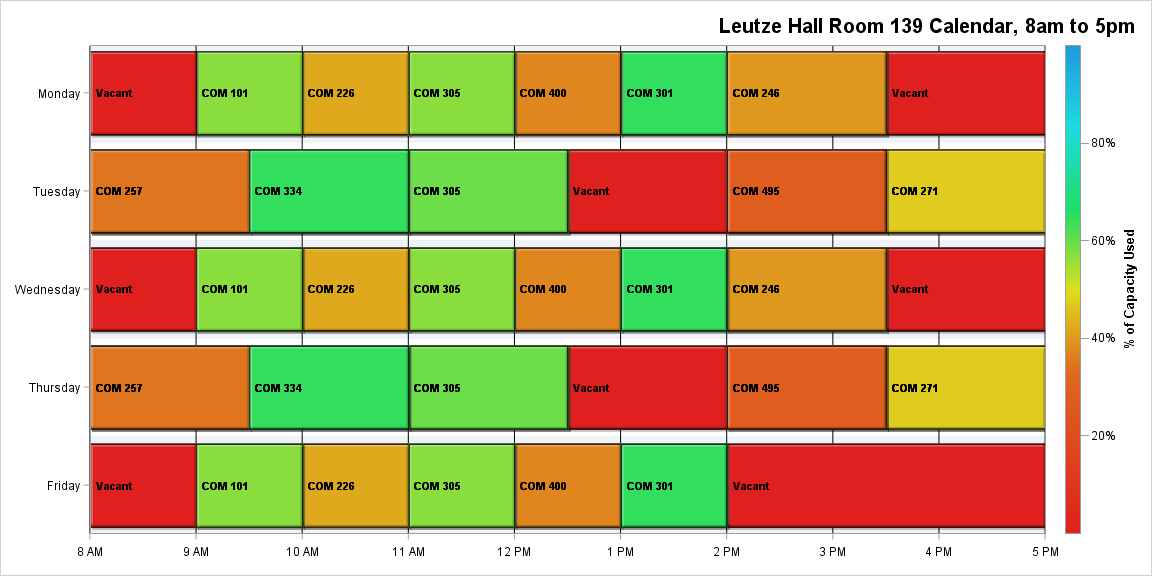 Leutze Hall Room 139 Calendar, 8am to 5pm
Monday
Vacant
COM 101
COM 226
COM 305
COM 400
COM 301
COM 246
Vacant
Tuesday
COM 257
COM 334
COM 305
Vacant
COM 495
COM 271
Wednesday
Vacant
COM 101
COM 226
COM 305
COM 400
COM 301
COM 246
Vacant
Thursday
COM 257
COM 334
COM 305
Vacant
COM 495
COM 271
Friday
Vacant
COM 101
COM 226
COM 305
COM 400
COM 301
Vacant
8 AM
9 AM
10 AM
11 AM
12 PM
1 PM
2 PM
3 PM
4 PM
5 PM
80%
60%
40%
20%
% of Capacity Used